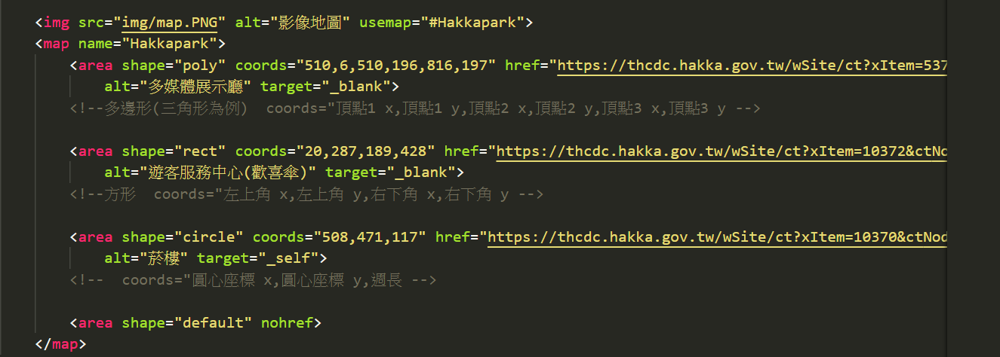 <img src="img/map.PNG" alt="影像地圖" usemap="#Hakkapark">
<map name="Hakkapark">
<area shape="poly" coords="510,6,510,196,816,197" href="https://thcdc.hakka.gov.tw/wSite/ct?xItem=537
alt="多媒體展示廳" target="_blank">
<!--多邊形(三角形為例)  coords="頂點1 x,頂點1 y,頂點2 x,頂點2 y,頂點3 x,頂點3 y -->
<area shape="rect" coords="20,287,189,428" href="https://thcdc.hakka.gov.tw/wSite/ct?xItem=10372&ctNo
alt="遊客服務中心(歡喜傘)" target="_blank">
<!--方形  coords="左上角 x,左上角 y,右下角 x,右下角 y -->
<area shape="circle" coords="508,471,117" href="https://thcdc.hakka.gov.tw/wSite/ct?xItem=10370&ctNod
alt="菸樓" target="_self">
<!--  coords="圓心座標 x,圓心座標 y,週長 -->
<area shape="default" nohref>
</map>